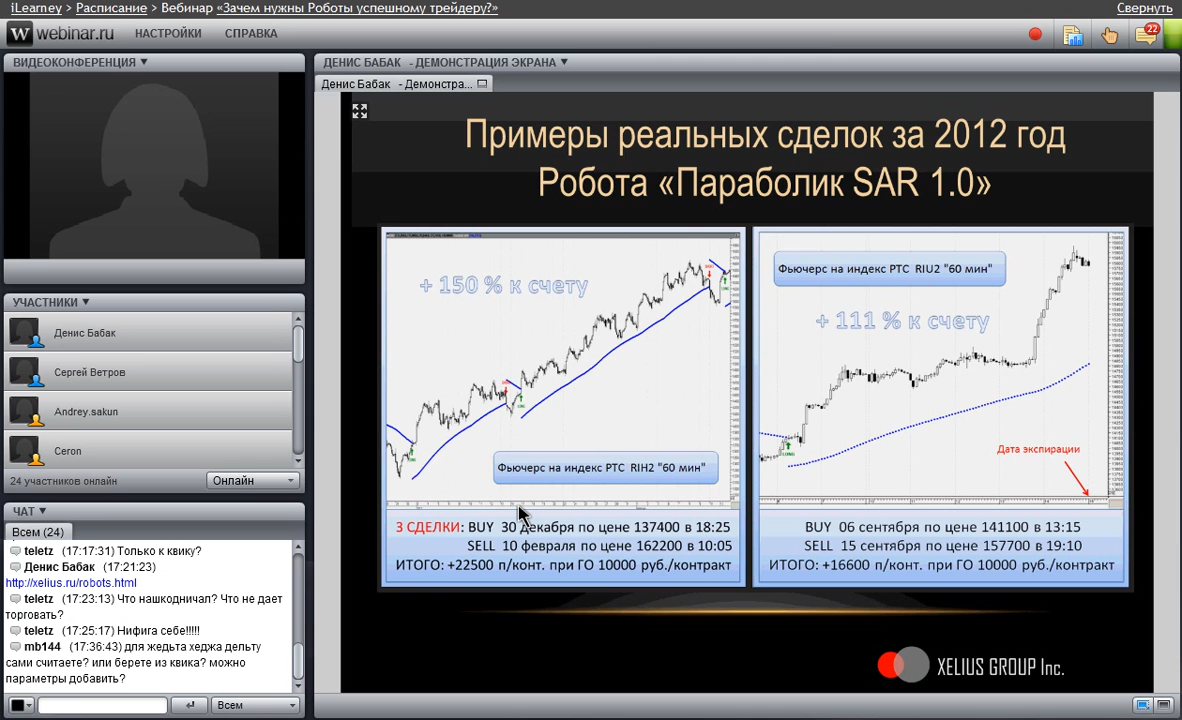 iLearney > Расписание > Вебинар «Зачем нужны Роботы успешному трейдеру?»
Свернуть
W webinar.ru
НАСТРОЙКИ
СПРАВКА
22
ВИДЕОКОНФЕРЕНЦИЯ
ДЕНИС БАБАК - ДЕМОНСТРАЦИЯ ЭКРАНА
Денис Бабак - Демонстра...
Примеры реальных сделок за 2012 год
Робота «Параболик SAR 1.0»
+ 150 % к счету
Фьючерс на индекс РТС RIH2 "60 мин"
3 СДЕЛКИ: BUY 30 декабря по цене 137400 в 18:25
SELL 10 февраля по цене 162200 в 10:05
ИТОГО: +22500 п/конт. при ГО 10000 руб./контракт
Фьючерс на индекс РТС RIU2 "60 мин"
+ 111 % к счету
LONG
Дата экспирации
BUY 06 сентября по цене 141100 в 13:15
SELL 15 сентября по цене 157700 в 19:10
ИТОГО: +16600 п/конт. при ГО 10000 руб./контракт
XELIUS GROUP Inc.
УЧАСТНИКИ
Денис Бабак
Сергей Ветров
Andrey.sakun
Ceron
24 участников онлайн
Онлайн
ЧАТ
Всем (24)
teletz (17:17:31) Только к квику?
Денис Бабак (17:21:23)
http://xelius.ru/robots.html
teletz (17:23:13) Что нашкодничал? Что не дает
торговать?
teletz (17:25:17) Нифига себе!!!!!
mb144 (17:36:43) для жедьта хеджа дельту
сами считаете? или берете из квика? можно
параметры добавить?
Всем